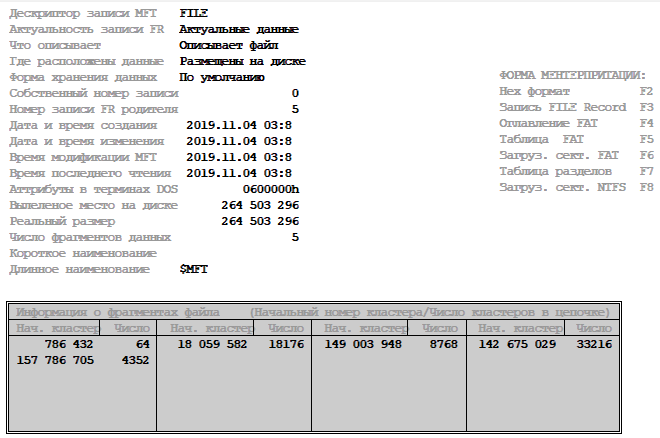 Дескриптор записи MFT FILE
Актуальность записи FR Актуальные данные
Что описывает Описывает файл
Где расположены данные Размещены на диске
Форма хранения данных По умолчанию
Собственный номер записи 0
Номер записи FR родителя 5
Дата и время создания 2019.11.04 03:8
Дата и время изменения 2019.11.04 03:8
Время модификации MFT 2019.11.04 03:8
Время последнего чтения 2019.11.04 03:8
Аттрибуты в терминах DOS 0600000h
Вылеленое место на диске 264 503 296
Реальный размер 264 503 296
Число фрагментов данных 5
Короткое наименование
Длинное наименование $MFT
ФОРМА МЕНТЕРПРИТАЦИИ:
Hex формат F2
Запись FILE Record F3
Оплавление FAT F4
Таблица FAT F5
Загруз. сект. FAT F6
Таблица разделов F7
Загруз. сект. NTFS F8
Информация о фрагментах файла (Начальный номер кластера/Число кластеров в цепочке)
Нач. кластер Число Нач. кластер Число Нач. кластер Число Нач. кластер Число
786 432 64 18 059 582 18176 149 003 948 8768 142 675 029 33216
157 786 705 4352